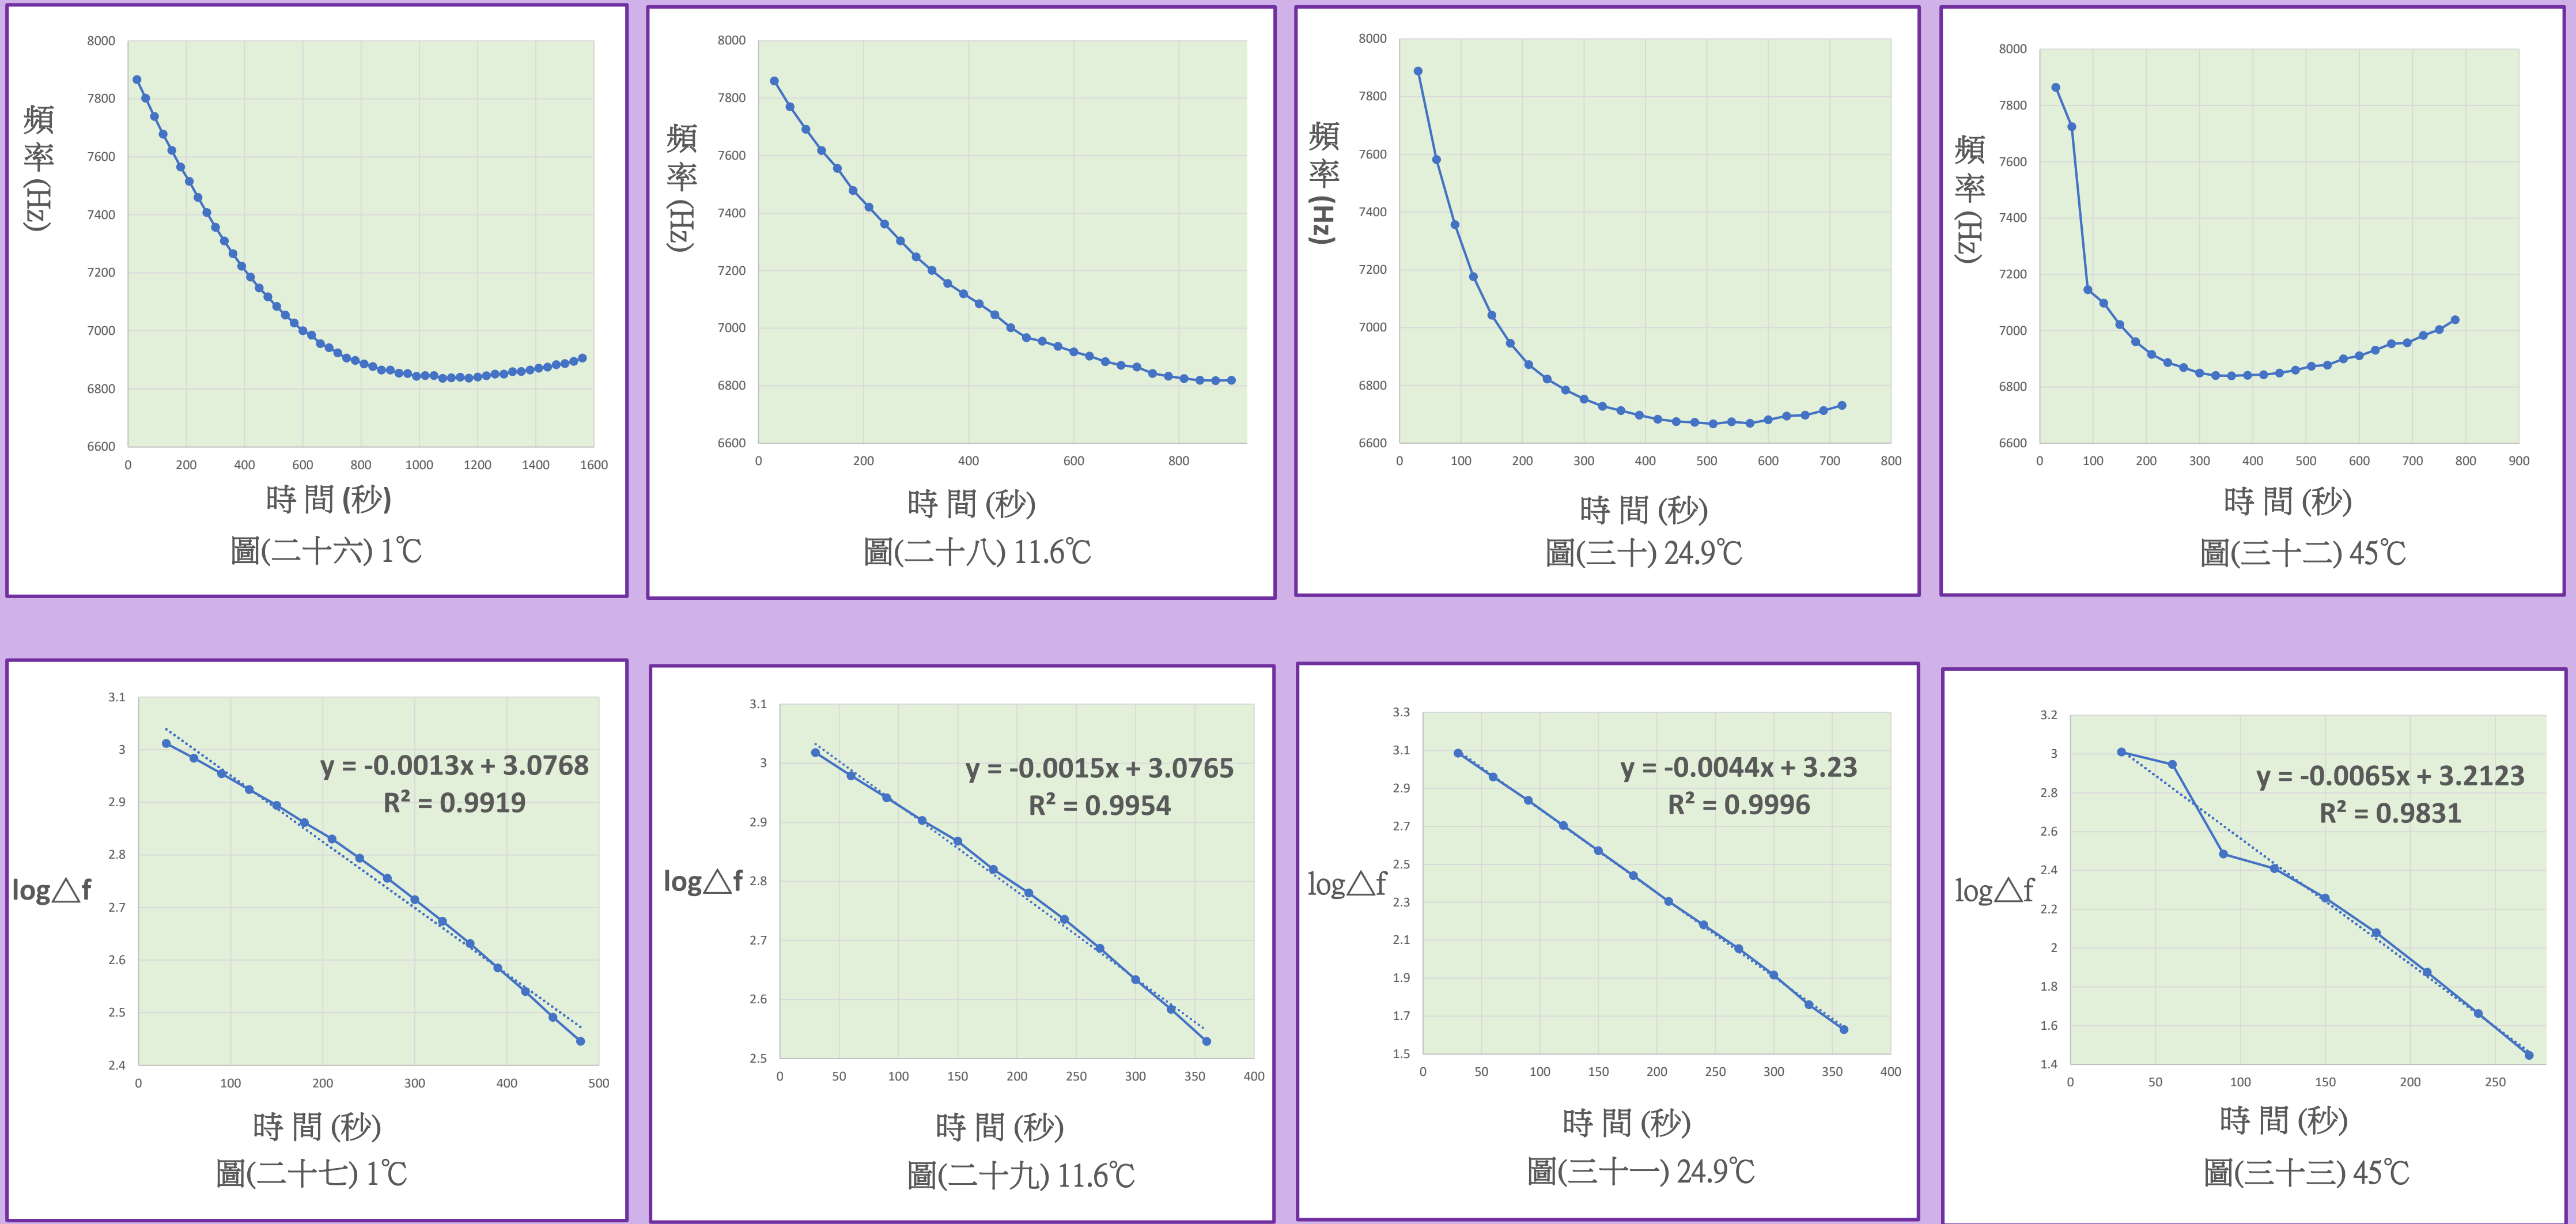 8000
7800
7600
7400
7200
7000
6800
6600
0 200 400 600 800 1000 1200 1400 1600
頻率(Hz)
時間(秒)
圖(二十六) 1℃
8000
7800
7600
7400
7200
7000
6800
6600
0 200 400 600 800
頻率(Hz)
時間(秒)
圖(二十八) 11.6℃
8000
7800
7600
7400
7200
7000
6800
6600
0 100 200 300 400 500 600 700 800
頻率(Hz)
時間(秒)
圖(三十) 24.9℃
8000
7800
7600
7400
7200
7000
6800
6600
0 100 200 300 400 500 600 700 800 900
頻率(Hz)
時間(秒)
圖(三十二) 45℃
3.1
3
2.9
2.8
2.7
2.6
2.5
2.4
0 100 200 300 400 500
y = -0.0013x + 3.0768
R² = 0.9919
log△f
時間(秒)
圖(二十七) 1℃
3.1
3
2.9
2.8
2.7
2.6
2.5
0 50 100 150 200 250 300 350 400
y = -0.0015x + 3.0765
R² = 0.9954
log△f
時間(秒)
圖(二十九) 11.6℃
3.3
3.1
2.9
2.7
2.5
2.3
2.1
1.9
1.7
1.5
0 50 100 150 200 250 300 350 400
y = -0.0044x + 3.23
R² = 0.9996
log△f
時間(秒)
圖(三十一) 24.9℃
3.2
3
2.8
2.6
2.4
2.2
2
1.8
1.6
1.4
0 50 100 150 200 250
y = -0.0065x + 3.2123
R² = 0.9831
log△f
時間(秒)
圖(三十三) 45℃